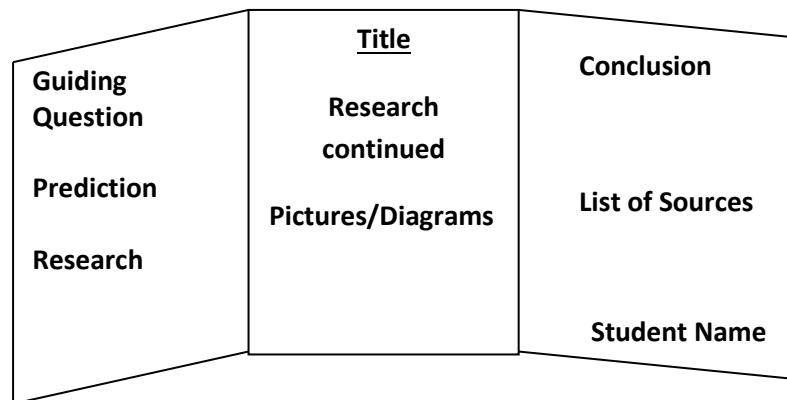 Guiding
Question
Prediction
Research
Title
Research
continued
Pictures/Diagrams
Conclusion
List of Sources
Student Name